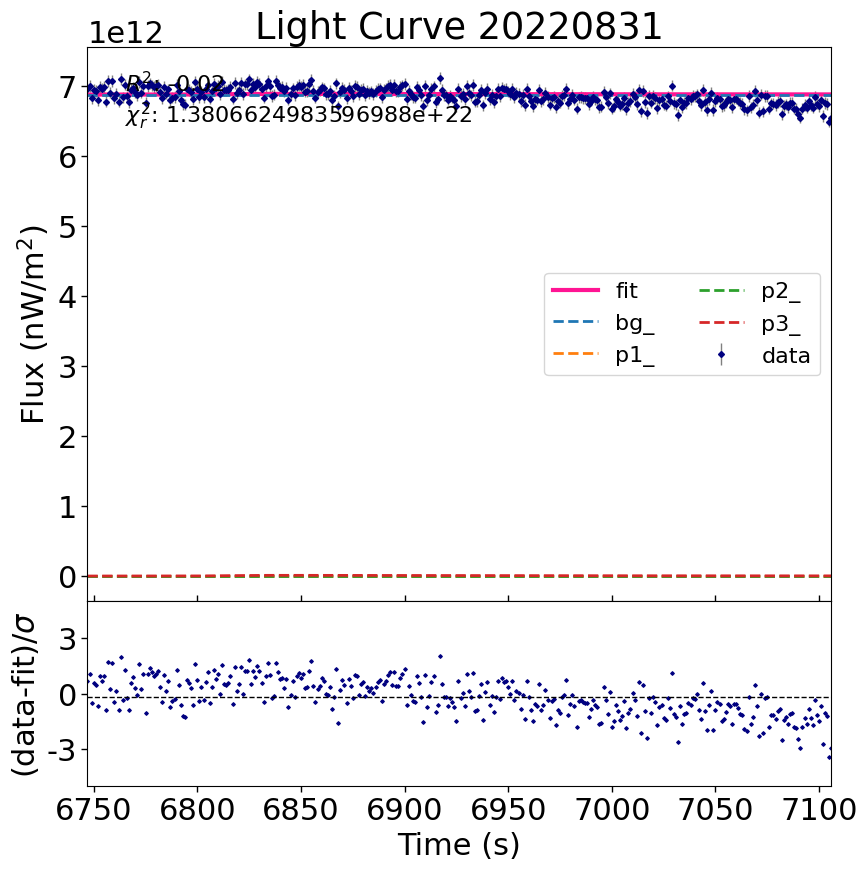 Light Curve 20220831
1e12
R²: -0.02
χ²ᵣ: 1.3806624983596988e+22
7
6
5
4
3
2
1
0
Flux (nW/m²)
fit
bg_
p1_
p2_
p3_
data
3
0
-3
(data-fit)/σ
6750 6800 6850 6900 6950 7000 7050 7100
Time (s)